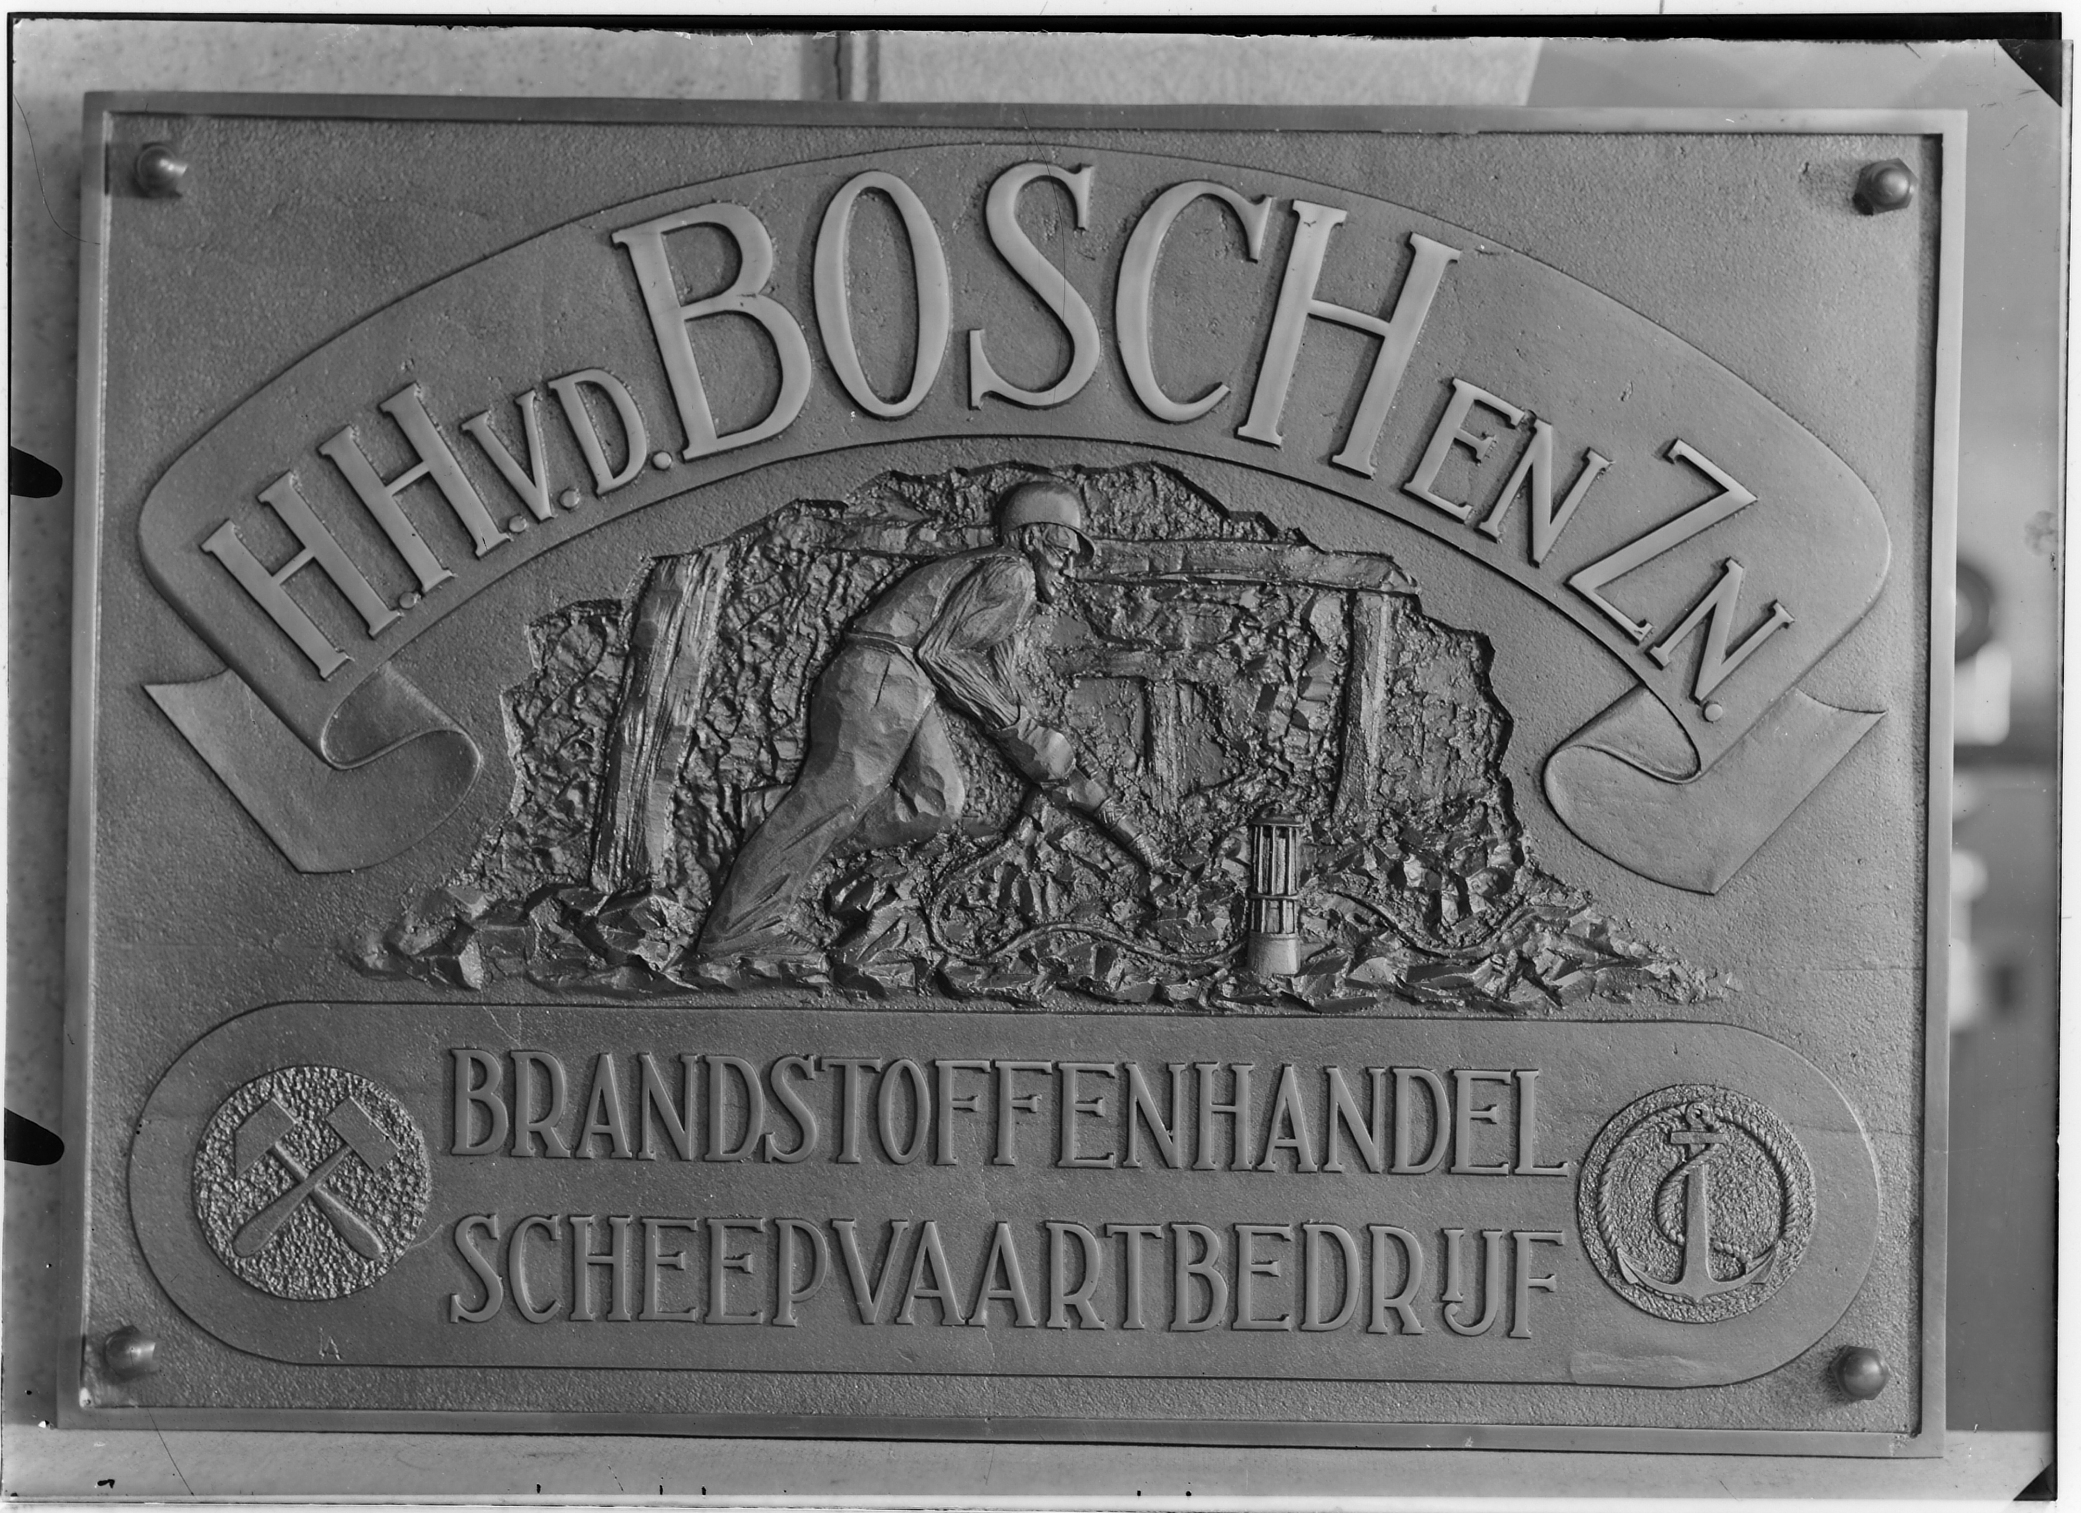 H.H.V.D. BOSCH EN ZN.
BRANDSTOFFENHANDEL
SCHEEPVAARTBEDRIJF